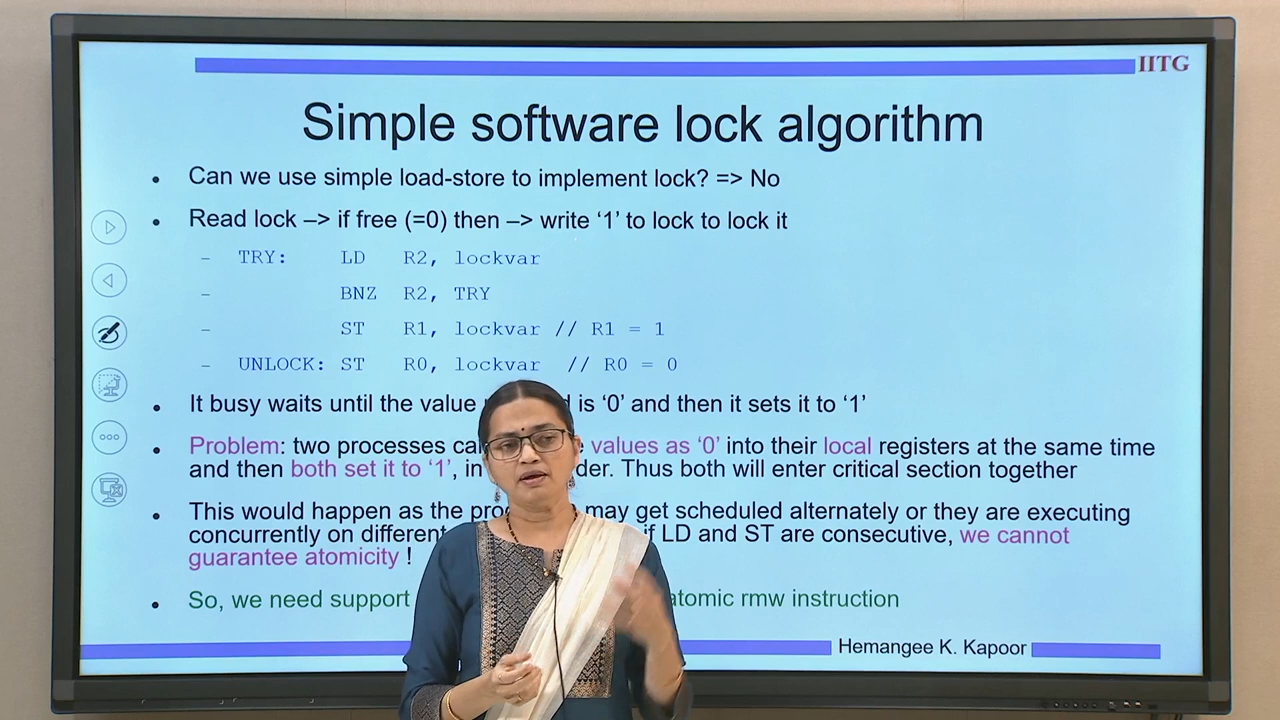 IITG
Simple software lock algorithm
• Can we use simple load-store to implement lock? => No
• Read lock –> if free (=0) then –> write ‘1’ to lock to lock it
– TRY: LD R2, lockvar
– BNZ R2, TRY
– ST R1, lockvar // R1 = 1
– UNLOCK: ST R0, lockvar // R0 = 0
• It busy waits until the value is ‘0’ and then it sets it to ‘1’
• Problem: two processes values as ‘0’ into their local registers at the same time
and then both set it to ‘1’, Thus both will enter critical section together
• This would happen as the may get scheduled alternately or they are executing
concurrently on different if LD and ST are consecutive, we cannot
guarantee atomicity !
• So, we need support atomic rmw instruction
Hemangee K. Kapoor